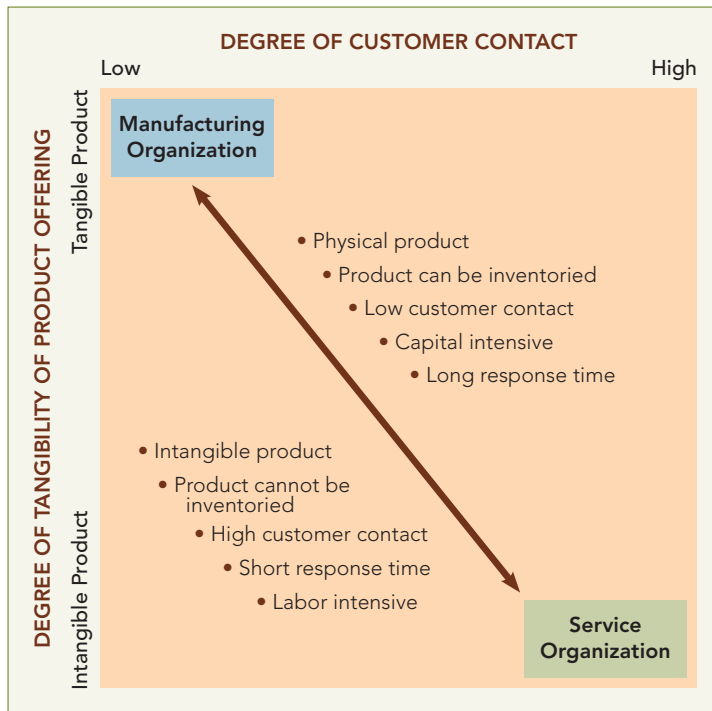 DEGREE OF CUSTOMER CONTACT
Low
High
DEGREE OF TANGIBILITY OF PRODUCT OFFERING
Tangible Product
Intangible Product
Manufacturing
Organization
• Physical product
• Product can be inventoried
• Low customer contact
• Capital intensive
• Long response time
• Intangible product
• Product cannot be
inventoried
• High customer contact
• Short response time
• Labor intensive
Service
Organization